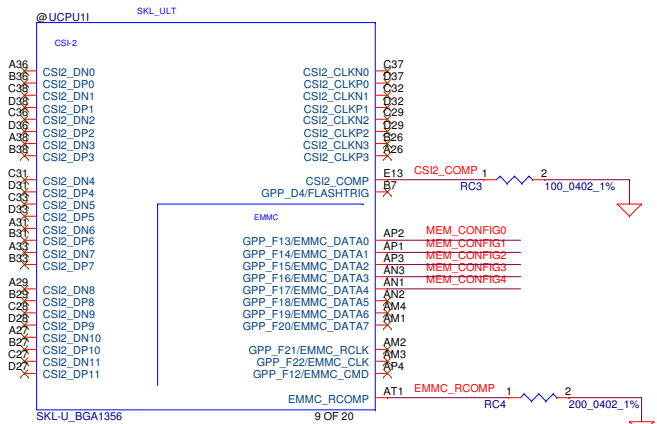 @UCPU1I
SKL_ULT
CSI-2
A36 CSI2_DN0
B36 CSI2_DP0
C38 CSI2_DN1
D38 CSI2_DP1
C36 CSI2_DN2
D36 CSI2_DP2
A38 CSI2_DN3
B38 CSI2_DP3
C31 CSI2_DN4
D31 CSI2_DP4
C33 CSI2_DN5
D33 CSI2_DP5
A31 CSI2_DN6
B31 CSI2_DP6
A33 CSI2_DN7
B33 CSI2_DP7
A29 CSI2_DN8
B29 CSI2_DP8
C28 CSI2_DN9
D28 CSI2_DP9
A27 CSI2_DN10
B27 CSI2_DP10
C27 CSI2_DN11
D27 CSI2_DP11
CSI2_CLKN0 C37
CSI2_CLKP0 D37
CSI2_CLKN1 C32
CSI2_CLKP1 D32
CSI2_CLKN2 C29
CSI2_CLKP2 D29
CSI2_CLKN3 B26
CSI2_CLKP3 A26
CSI2_COMP E13 CSI2_COMP 1 2
RC3 100_0402_1%
GPP_D4/FLASHTRIG B7
EMMC
GPP_F13/EMMC_DATA0 AP2 MEM_CONFIG0
GPP_F14/EMMC_DATA1 AP1 MEM_CONFIG1
GPP_F15/EMMC_DATA2 AP3 MEM_CONFIG2
GPP_F16/EMMC_DATA3 AN3 MEM_CONFIG3
GPP_F17/EMMC_DATA4 AN1 MEM_CONFIG4
GPP_F18/EMMC_DATA5 AN2
GPP_F19/EMMC_DATA6 AM4
GPP_F20/EMMC_DATA7 AM1
GPP_F21/EMMC_RCLK AM2
GPP_F22/EMMC_CLK AM3
GPP_F12/EMMC_CMD AP4
EMMC_RCOMP AT1 EMMC_RCOMP 1 2
RC4 200_0402_1%
SKL-U_BGA1356
9 OF 20